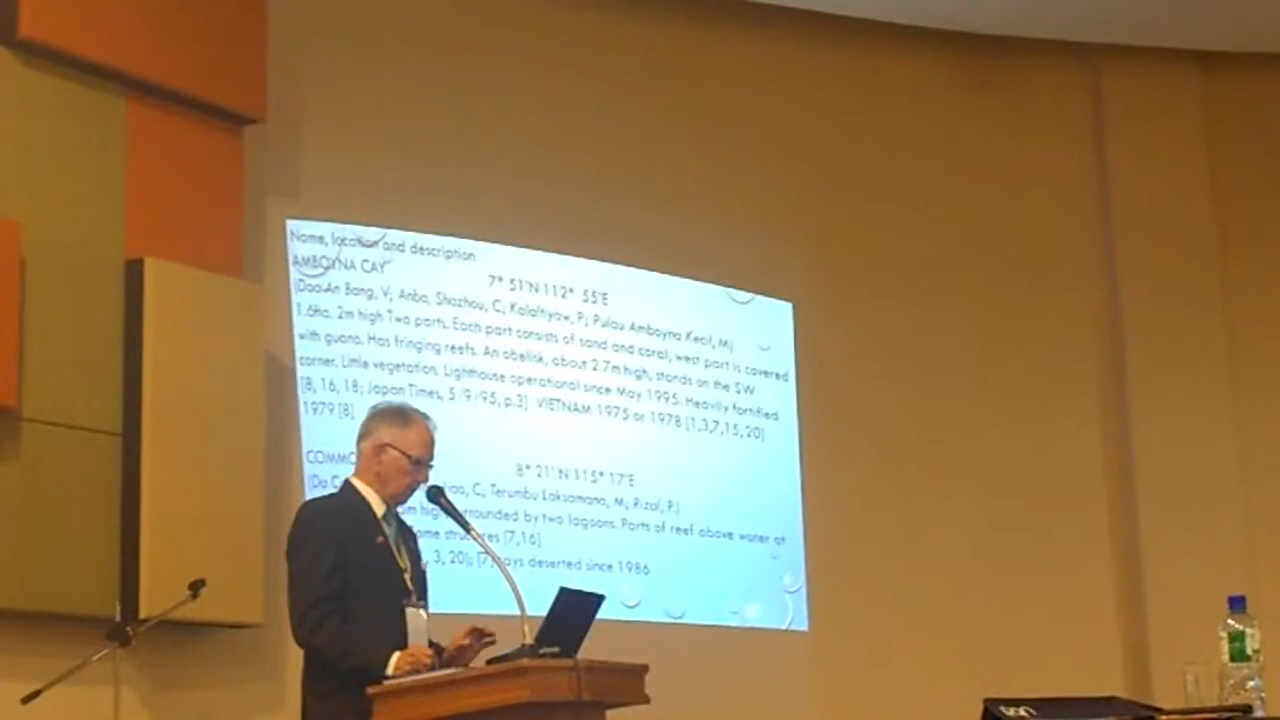 Name, location and description
AMBOYNA CAY
7° 51'N 112° 55'E
(Dao An Bang, V; Anbo, Shazhou, C; Kalaitiyaw, P; Pulau Amboyna Kecil, M)
1.6ha. 2m high Two parts. Each part consists of sand and coral, west part is covered
with guano. Has fringing reefs. An obelisk, about 2.7m high, stands on the SW
corner. Little vegetation. Lighthouse operational since May 1995. Heavily fortified
[8, 16, 18; Japan Times, 5/9/95, p.3] VIETNAM 1975 or 1978 [1,3,7,15,20]
1979 [8]
8° 21' N 115° 17'E
C; Terumbu Laksamana, M; Rizal, P.)
by two lagoons. Parts of reef above water at
[7,16]
3, 20]; [7] says deserted since 1986